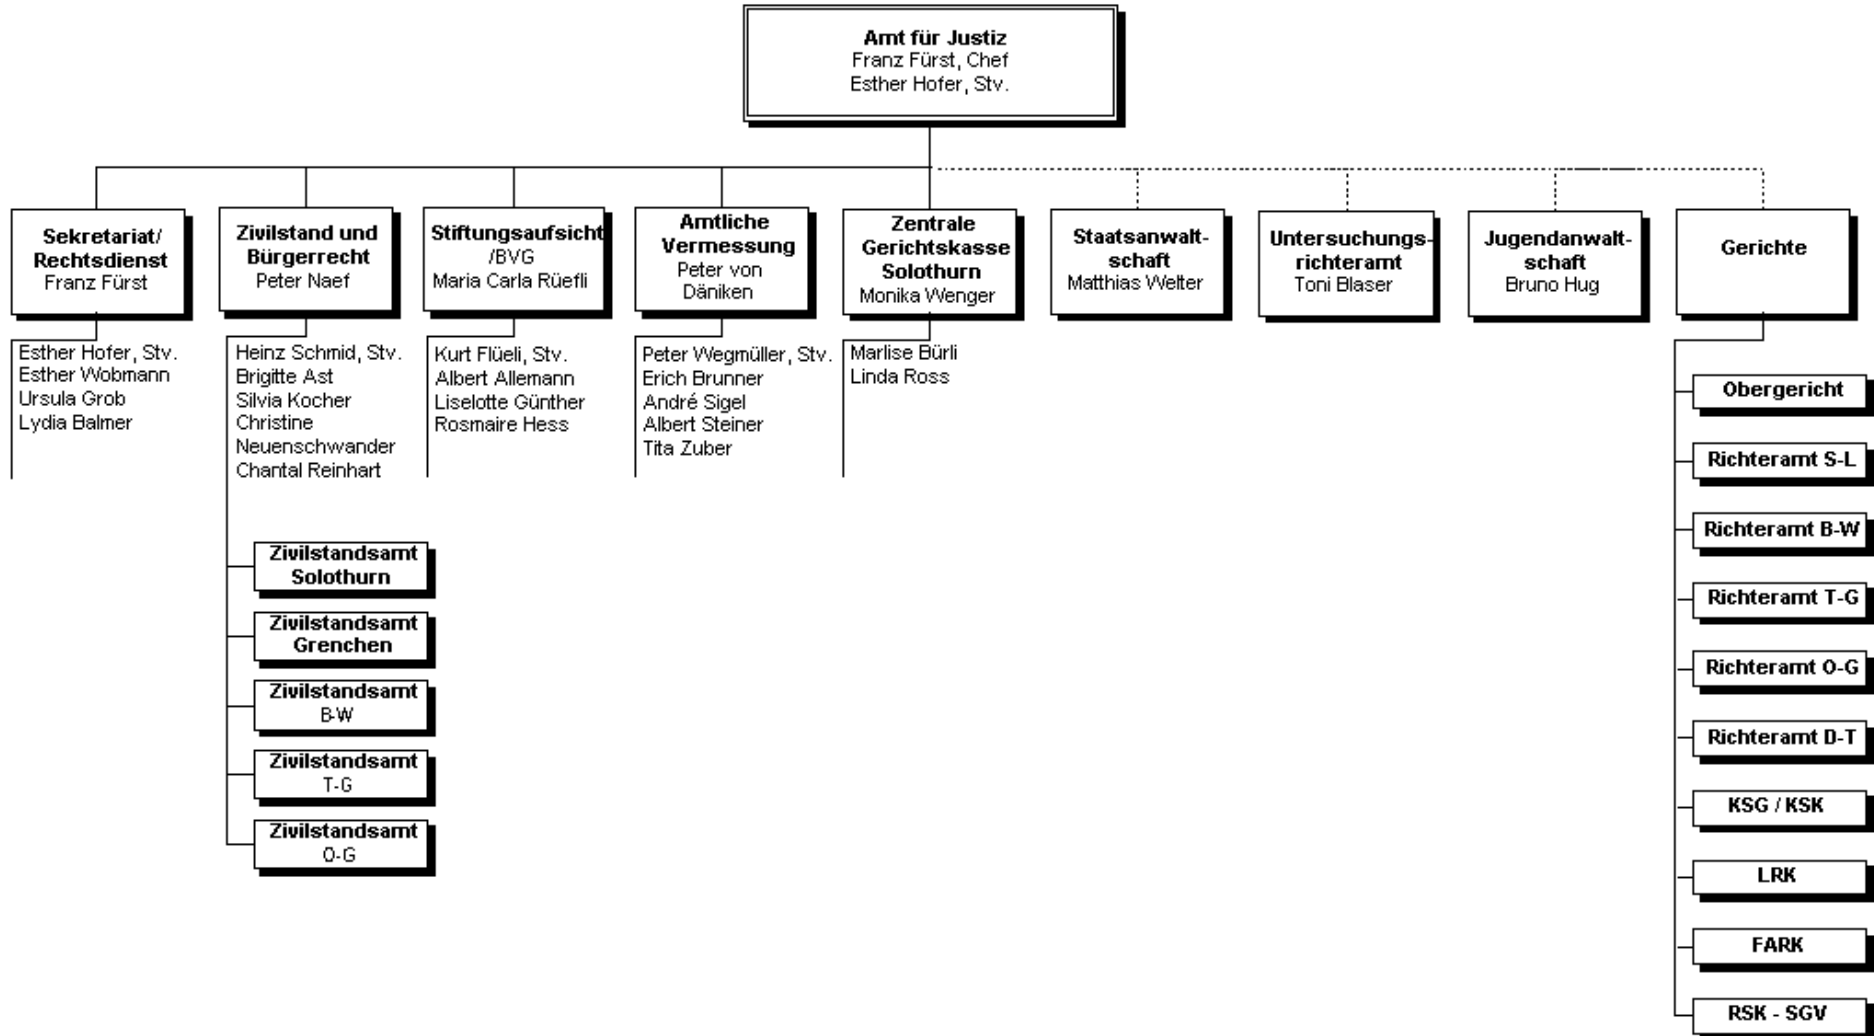 Amt für Justiz
Franz Fürst, Chef
Esther Hofer, Stv.
Sekretariat/
Rechtsdienst
Franz Fürst
Esther Hofer, Stv.
Esther Wobmann
Ursula Grob
Lydia Balmer
Zivilstand und
Bürgerrecht
Peter Naef
Heinz Schmid, Stv.
Brigitte Ast
Silvia Kocher
Christine
Neuenschwander
Chantal Reinhart
Zivilstandsamt
Solothurn
Zivilstandsamt
Grenchen
Zivilstandsamt
B-W
Zivilstandsamt
T-G
Zivilstandsamt
O-G
Stiftungsaufsicht
/BVG
Maria Carla Rüefli
Kurt Flüeli, Stv.
Albert Allemann
Liselotte Günther
Rosmaire Hess
Amtliche
Vermessung
Peter von
Däniken
Peter Wegmüller, Stv.
Erich Brunner
André Sigel
Albert Steiner
Tita Zuber
Zentrale
Gerichtskasse
Solothurn
Monika Wenger
Marlise Bürli
Linda Ross
Staatsanwalt-
schaft
Matthias Welter
Untersuchungs-
richteramt
Toni Blaser
Jugendanwalt-
schaft
Bruno Hug
Gerichte
Obergericht
Richteramt S-L
Richteramt B-W
Richteramt T-G
Richteramt O-G
Richteramt D-T
KSG / KSK
LRK
FARK
RSK - SGV